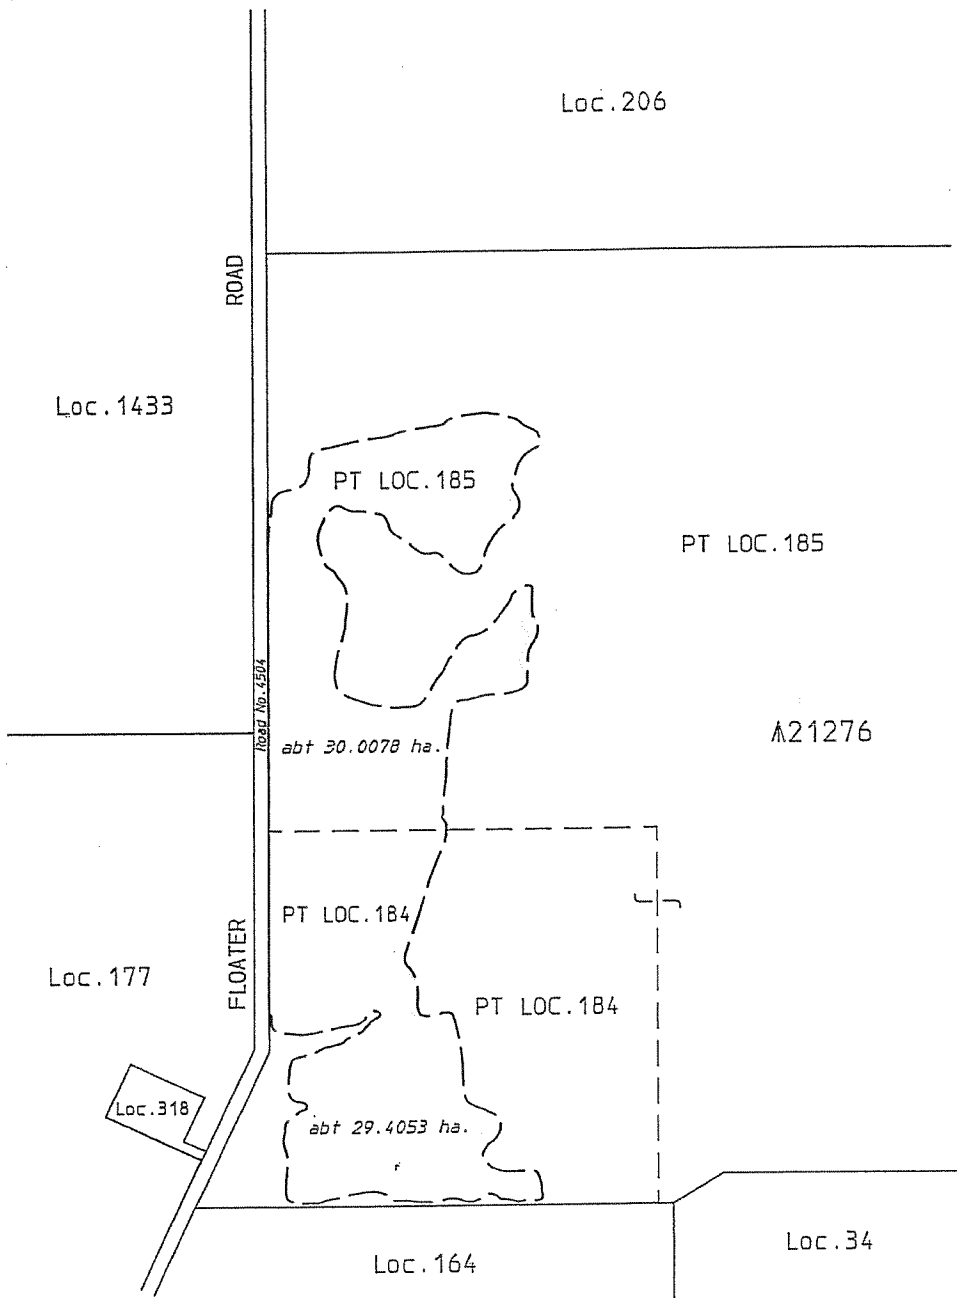 Loc.206
ROAD
Loc.1433
PT LOC.185
PT LOC.185
Road No.4504
abt 30.0078 ha.
21276
PT LOC.184
FLOATER
Loc.177
PT LOC.184
Loc.318
abt 29.4053 ha.
Loc.34
Loc.164